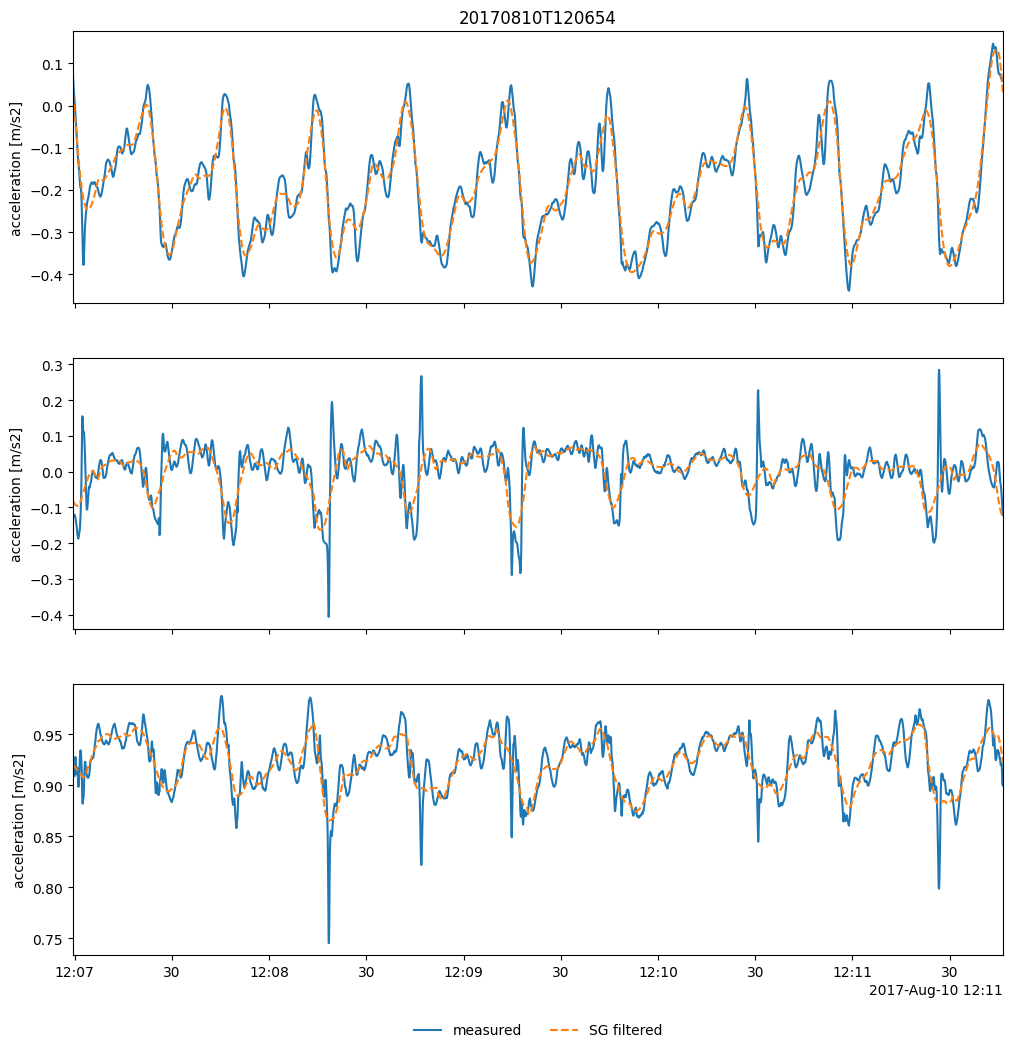 20170810T120654
acceleration [m/s2]
0.1
0.0
−0.1
−0.2
−0.3
−0.4
acceleration [m/s2]
0.3
0.2
0.1
0.0
−0.1
−0.2
−0.3
−0.4
acceleration [m/s2]
0.95
0.90
0.85
0.80
0.75
12:07 30 12:08 30 12:09 30 12:10 30 12:11 30
2017-Aug-10 12:11
measured SG filtered